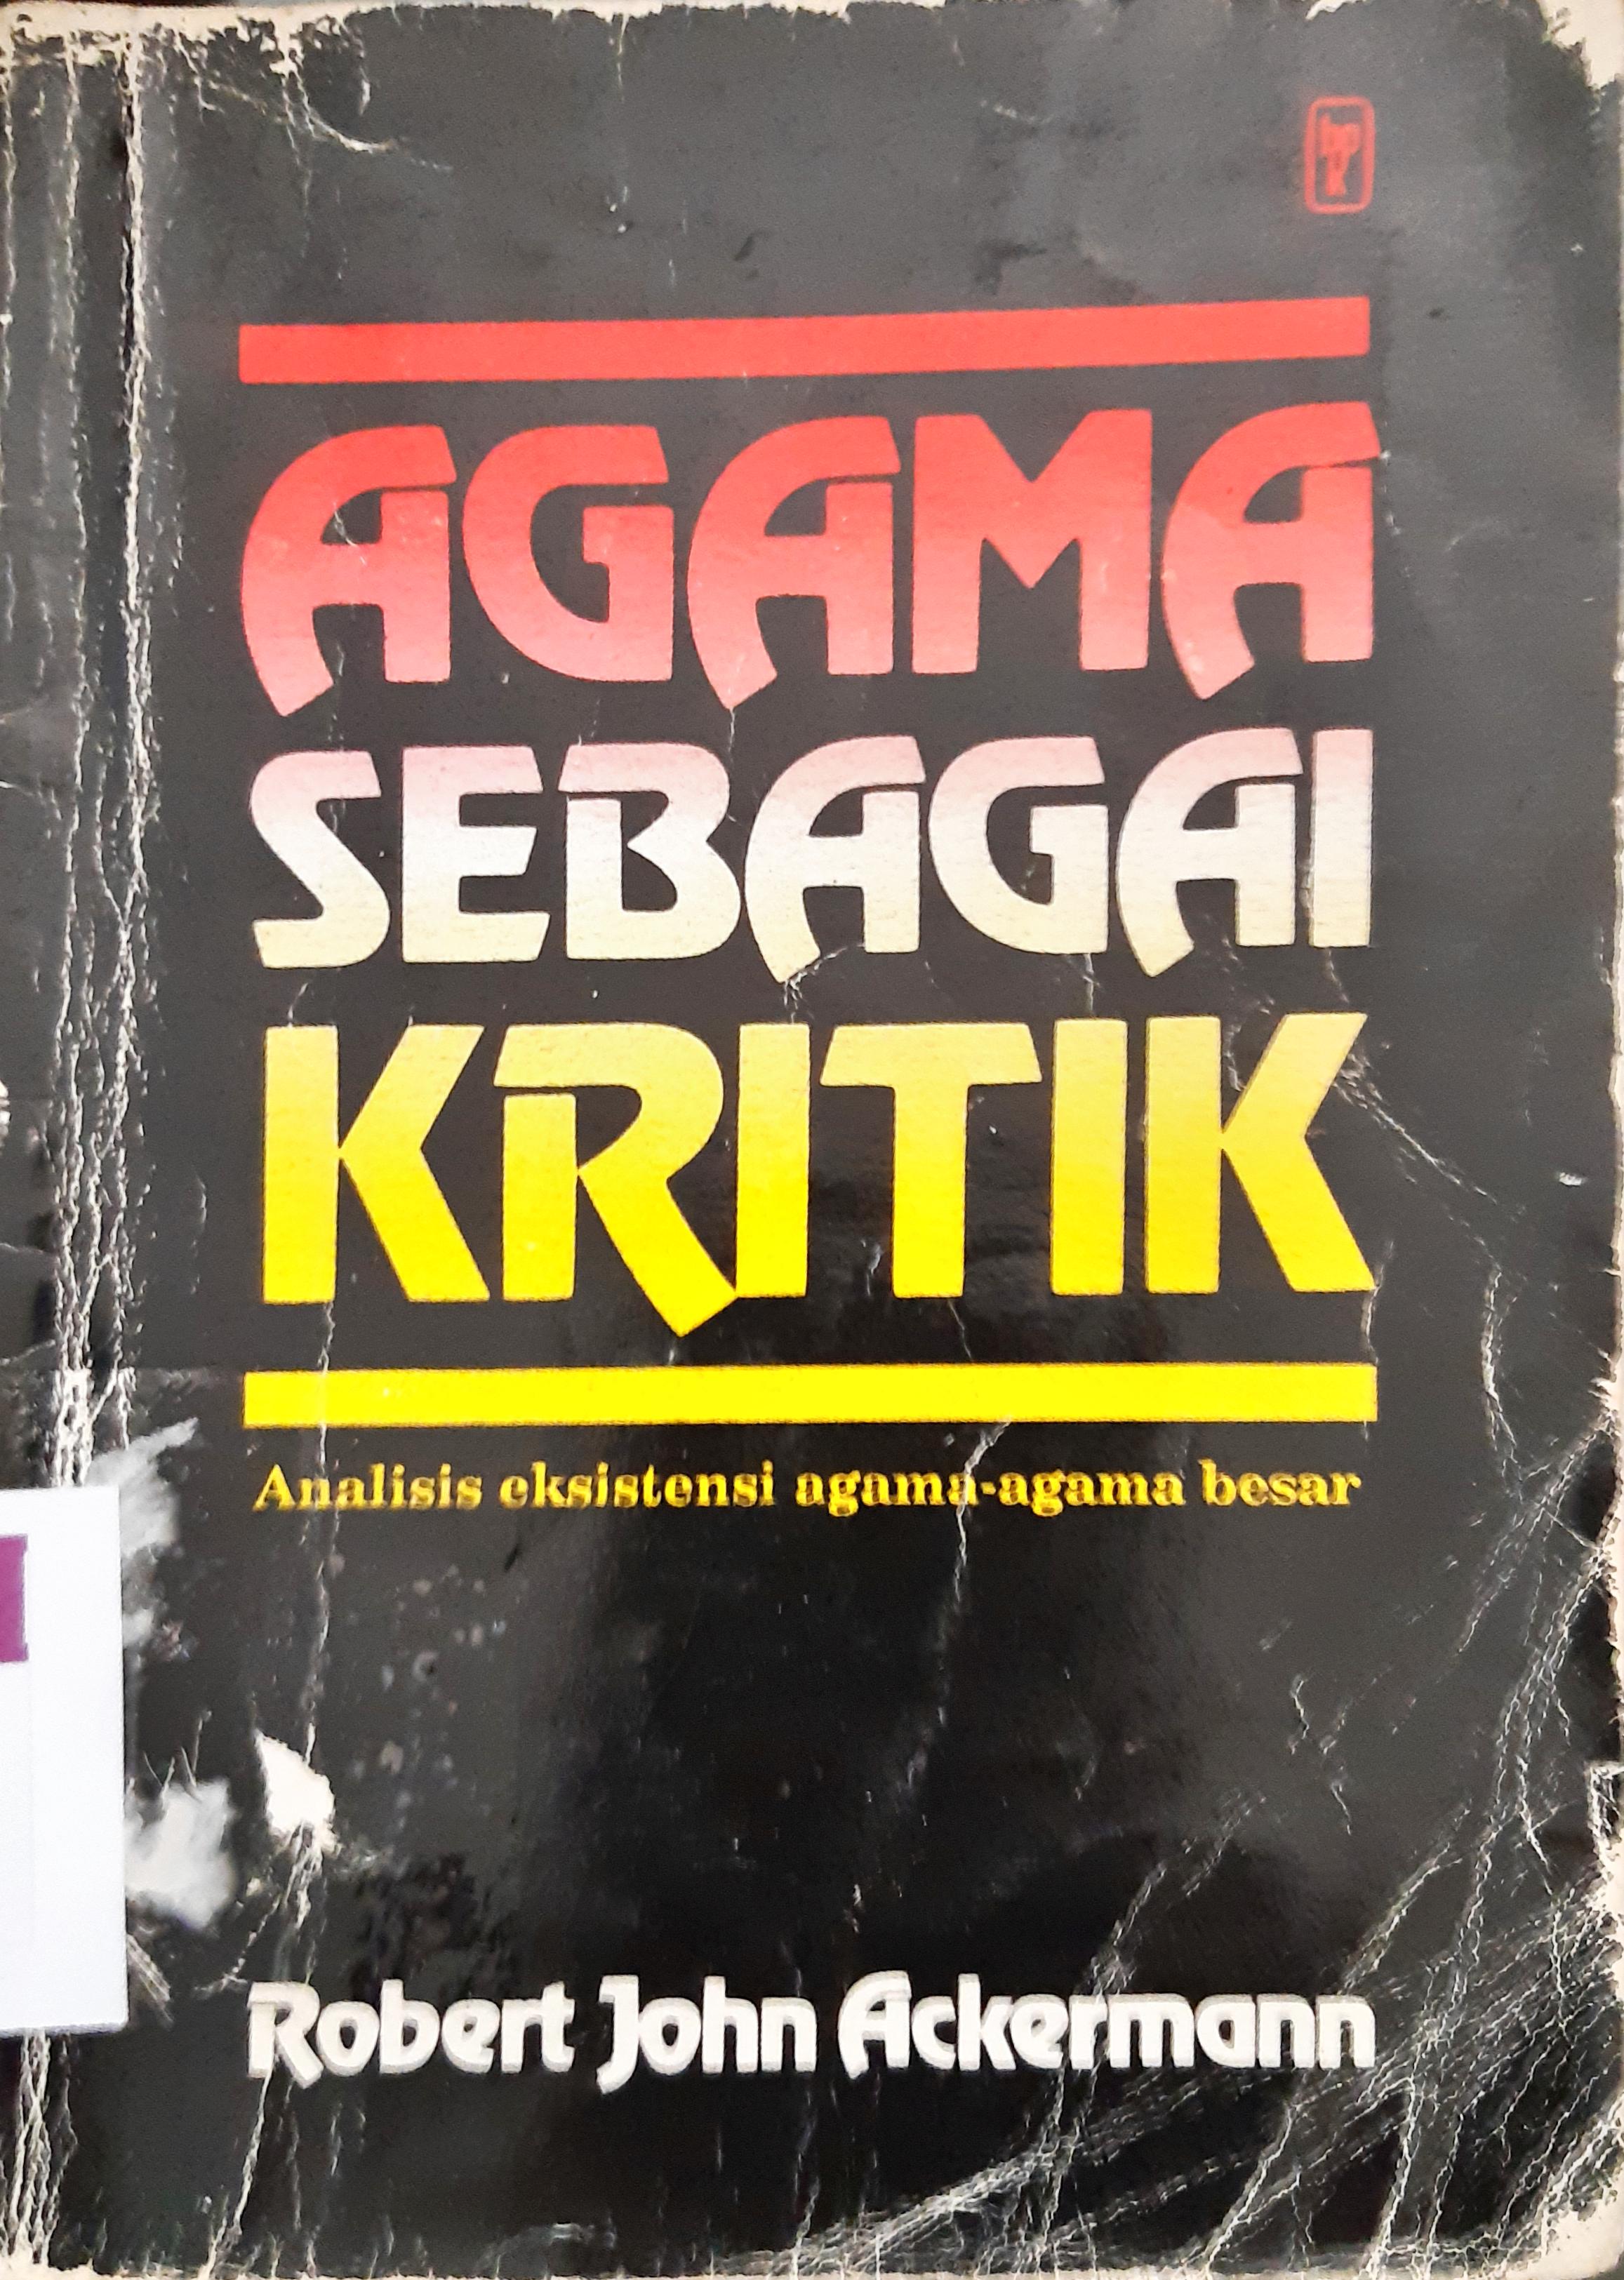 AGAMA
SEBAGAI
KRITIK
Analisis eksistensi agama-agama besar
Robert John Ackermann